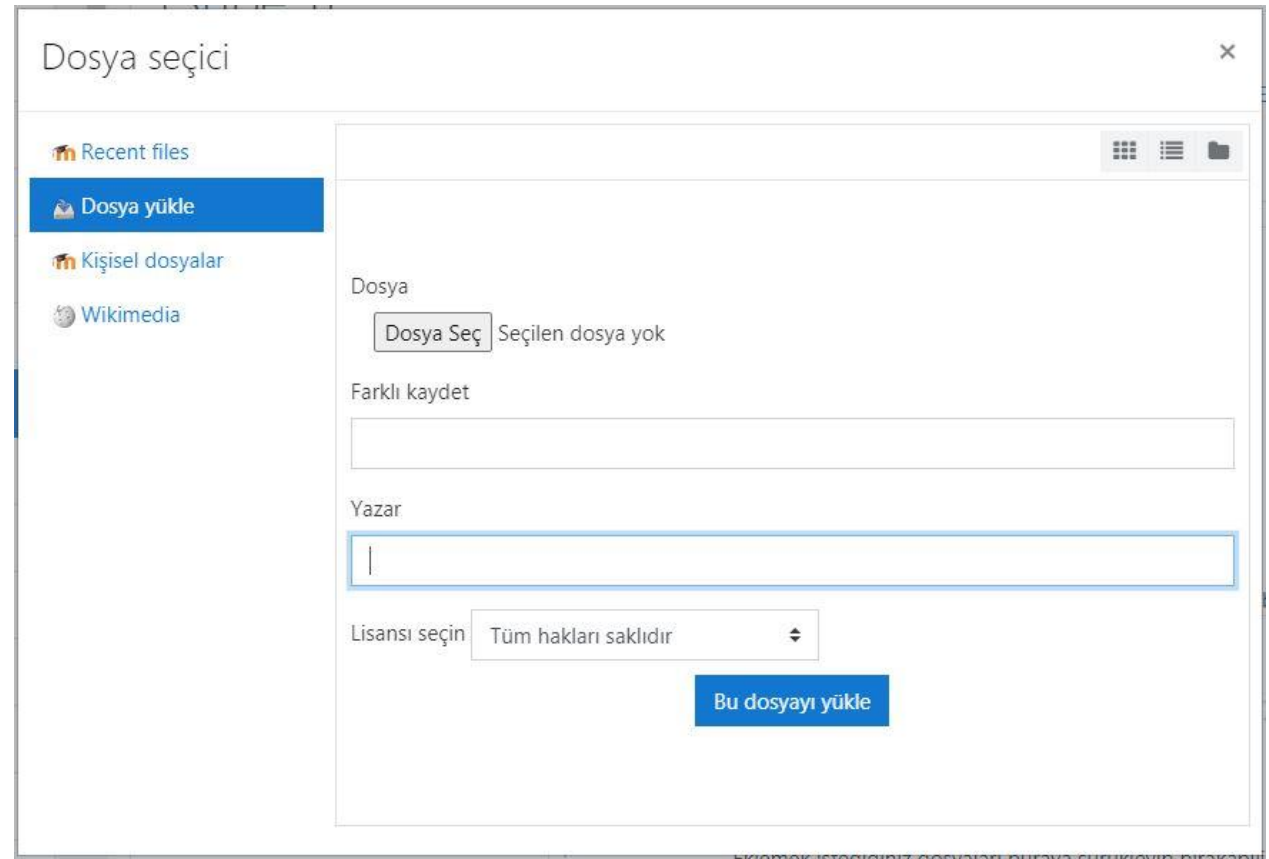 Dosya seçici
Recent files
Dosya yükle
Kişisel dosyalar
Wikimedia
Dosya
Dosya Seç Seçilen dosya yok
Farklı kaydet
Yazar
Lisansı seçin Tüm hakları saklıdır
Bu dosyayı yükle